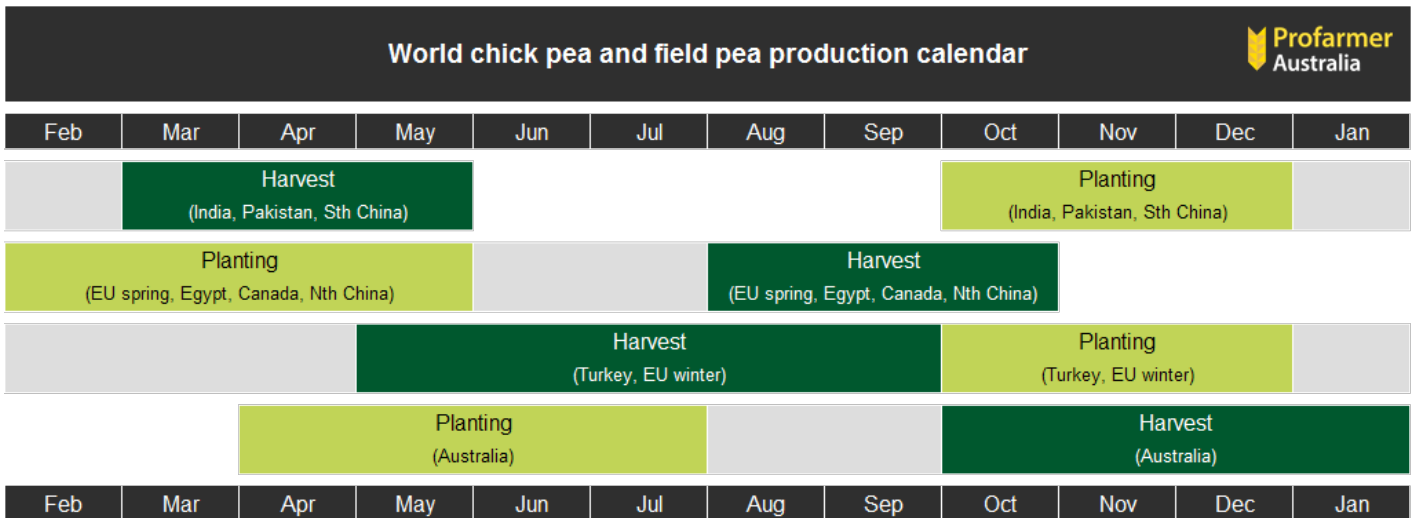 World chick pea and field pea production calendar
Profarmer
Australia
Feb Mar Apr May Jun Jul Aug Sep Oct Nov Dec Jan
Harvest
(India, Pakistan, Sth China)
Planting
(India, Pakistan, Sth China)
Planting
(EU spring, Egypt, Canada, Nth China)
Harvest
(EU spring, Egypt, Canada, Nth China)
Harvest
(Turkey, EU winter)
Planting
(Turkey, EU winter)
Planting
(Australia)
Harvest
(Australia)
Feb Mar Apr May Jun Jul Aug Sep Oct Nov Dec Jan